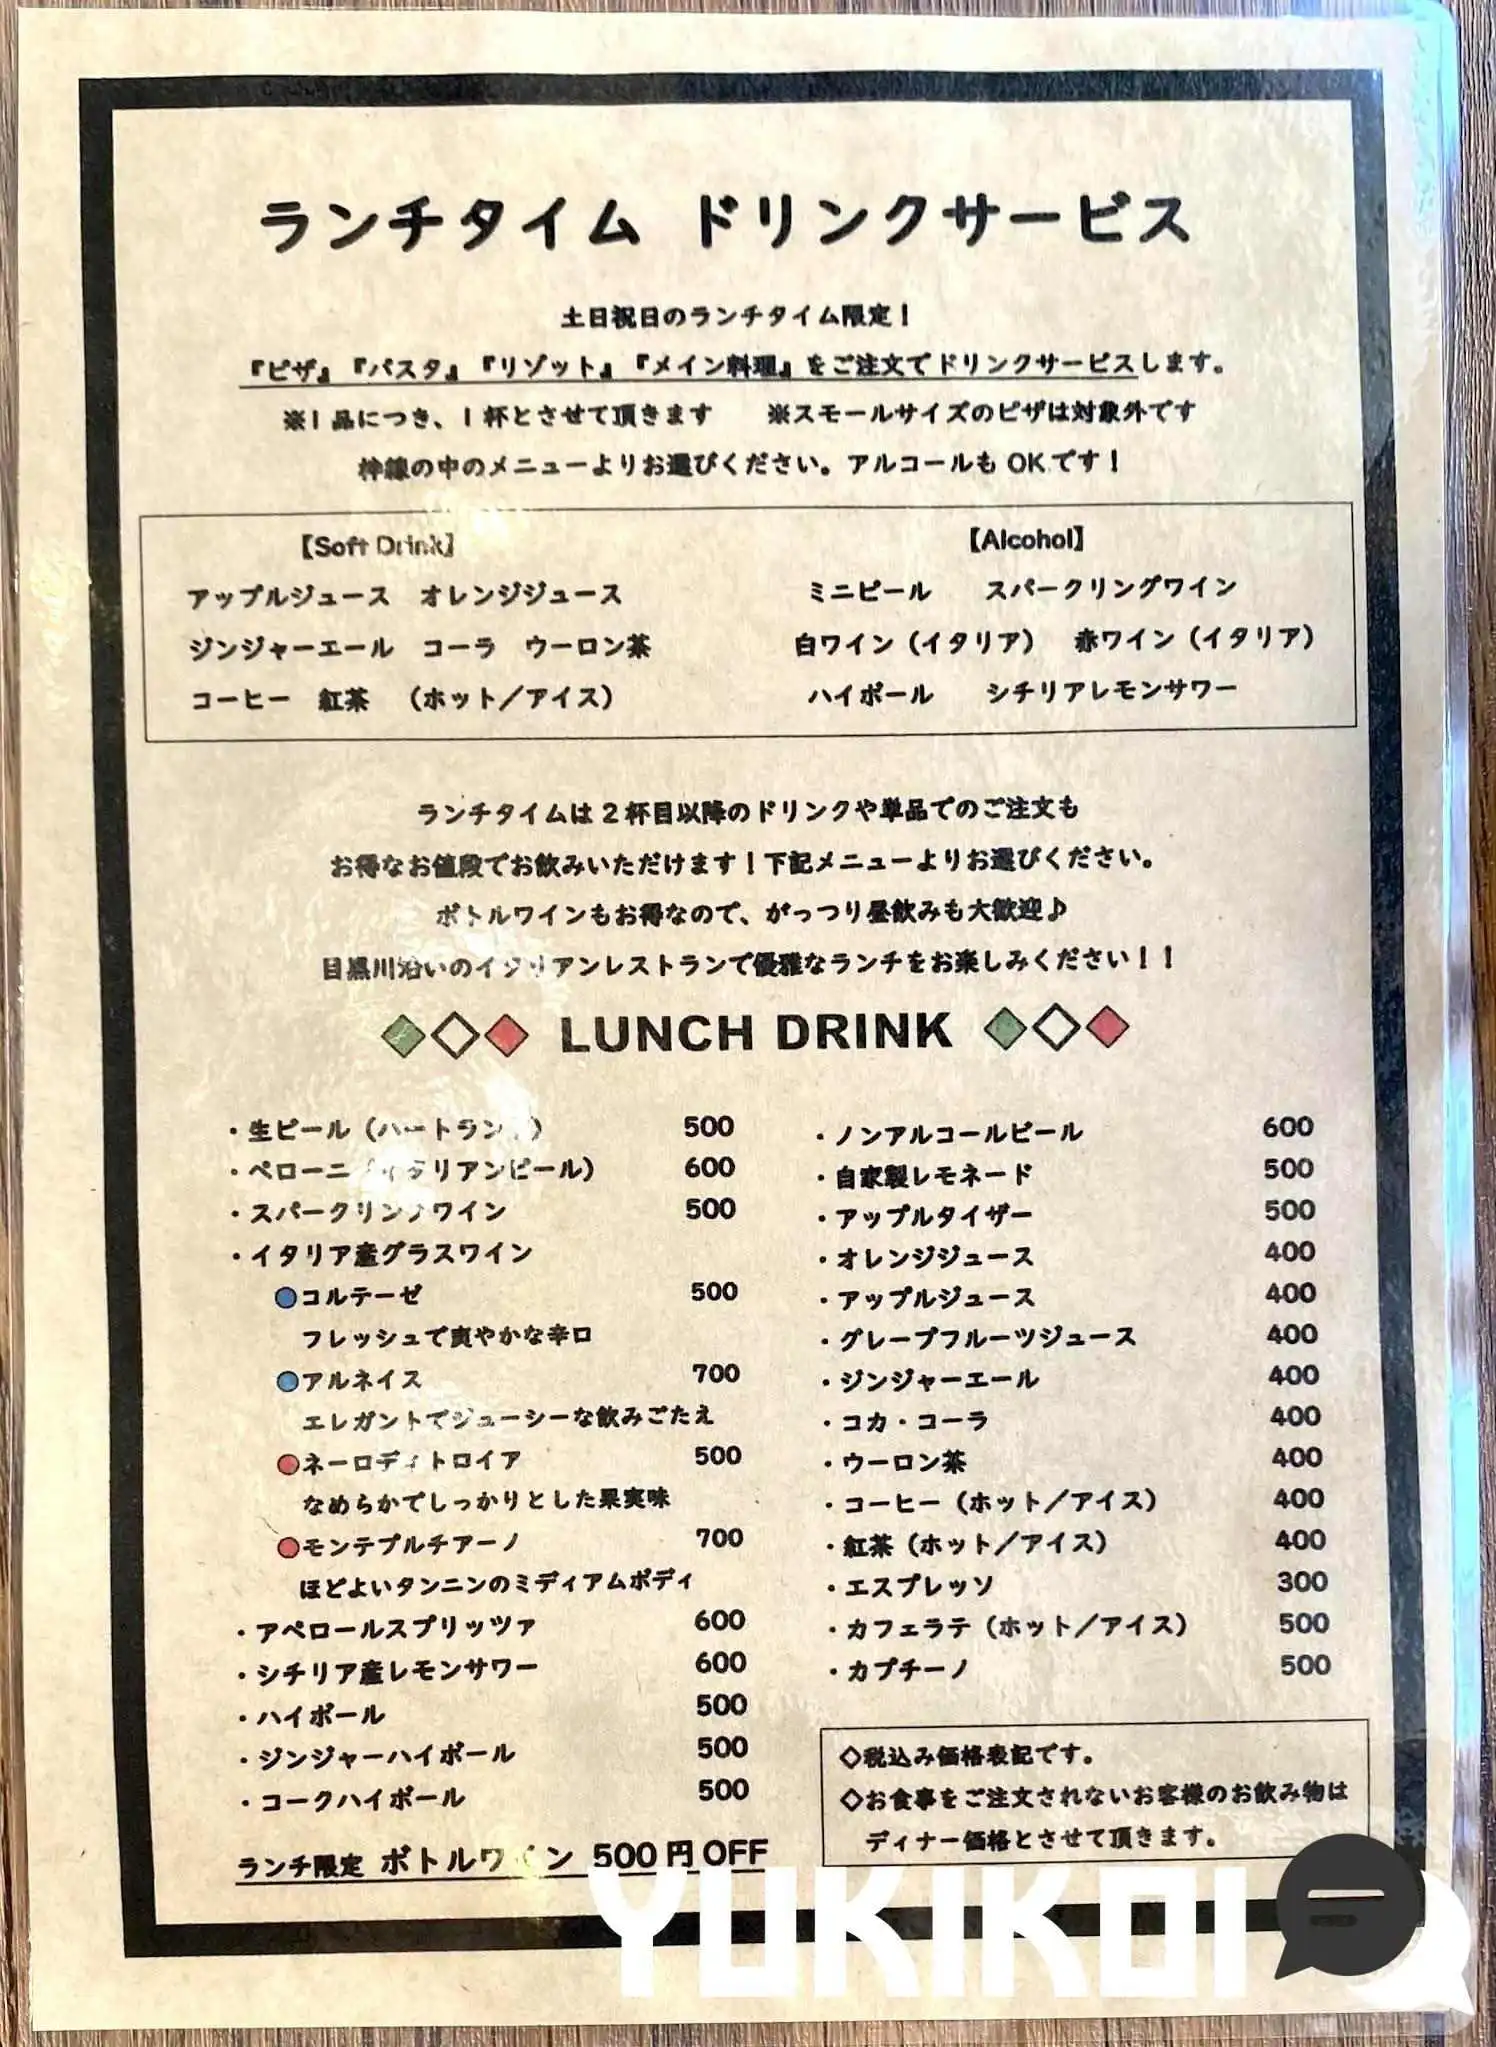 ランチタイム ドリンクサービス
土日祝日のランチタイム限定！
『ピザ』『パスタ』『リゾット』『メイン料理』をご注文でドリンクサービスします。
※1品につき、1杯とさせて頂きます ※スモールサイズのピザは対象外です
枠線の中のメニューよりお選びください。アルコールもOKです！
【Soft Drink】 【Alcohol】
アップルジュース オレンジジュース ミニビール スパークリングワイン
ジンジャーエール コーラ ウーロン茶 白ワイン（イタリア） 赤ワイン（イタリア）
コーヒー 紅茶 （ホット／アイス） ハイボール シチリアレモンサワー
ランチタイムは2杯目以降のドリンクや単品でのご注文も
お得なお値段でお飲みいただけます！下記メニューよりお選びください。
ボトルワインもお得なので、がっつり昼飲みも大歓迎♪
目黒川沿いのイタリアンレストランで優雅なランチをお楽しみください！！
LUNCH DRINK
・生ビール（ハートランド） 500
・ペローニ（イタリアンビール） 600
・スパークリングワイン 500
・イタリア産グラスワイン
コルテーゼ 500
フレッシュで爽やかな辛口
アルネイス 700
エレガントでジューシーな飲みごたえ
ネーロディトロイア 500
なめらかでしっかりとした果実味
モンテプルチアーノ 700
ほどよいタンニンのミディアムボディ
・アペロールスプリッツァ 600
・シチリア産レモンサワー 600
・ハイボール 500
・ジンジャーハイボール 500
・コークハイボール 500
ランチ限定 ボトルワイン 500円OFF
・ノンアルコールビール 600
・自家製レモネード 500
・アップルタイザー 500
・オレンジジュース 400
・アップルジュース 400
・グレープフルーツジュース 400
・ジンジャーエール 400
・コカ・コーラ 400
・ウーロン茶 400
・コーヒー（ホット／アイス） 400
・紅茶（ホット／アイス） 400
・エスプレッソ 300
・カフェラテ（ホット／アイス） 500
・カプチーノ 500
◇税込み価格表記です。
◇お食事をご注文されないお客様のお飲み物は
ディナー価格とさせて頂きます。
YUKIKOI